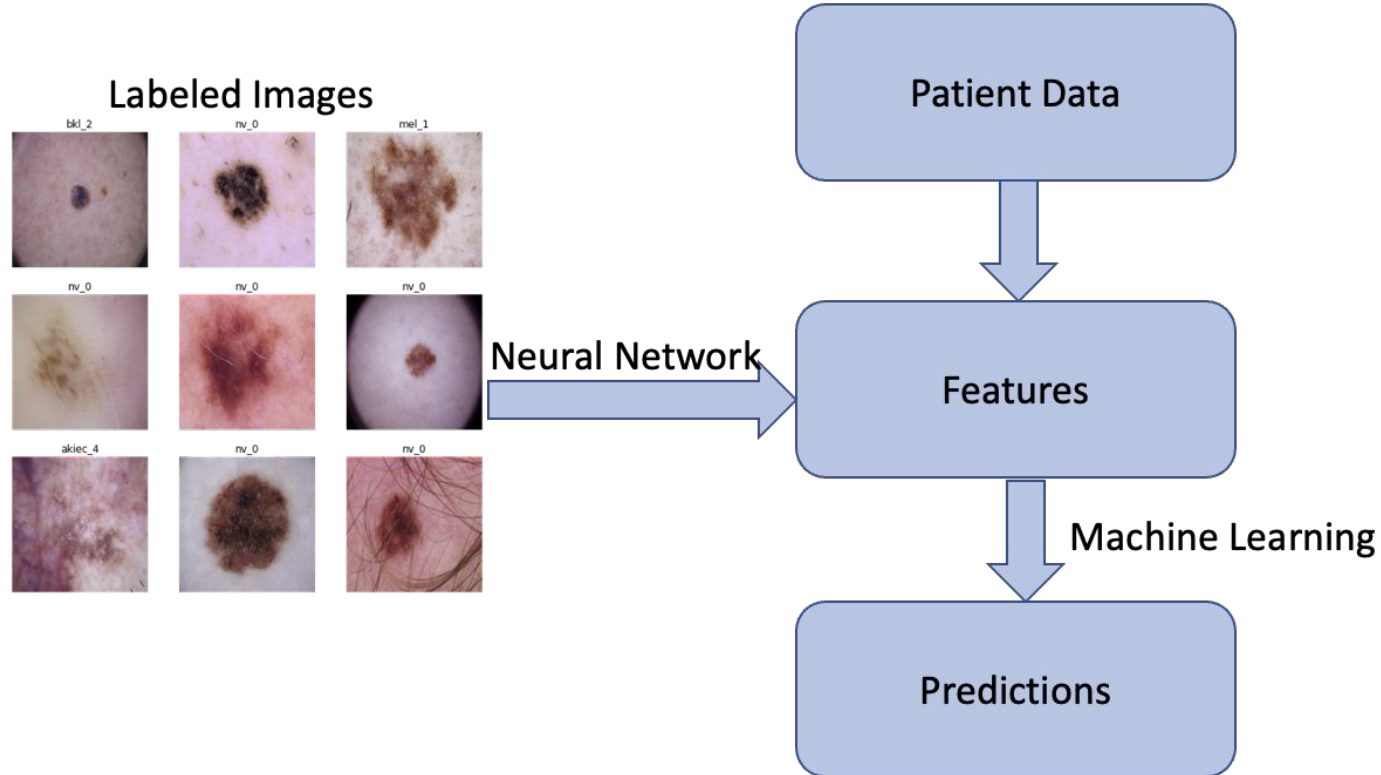 Labeled Images
bkl_2
nv_0
mel_1
nv_0
nv_0
nv_0
akiec_4
nv_0
nv_0
Neural Network
Patient Data
Features
Machine Learning
Predictions